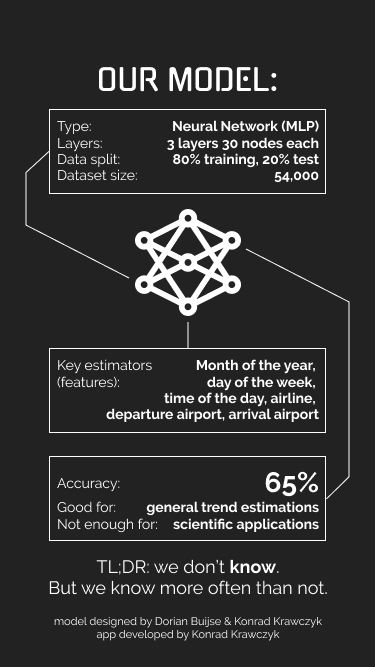 OUR MODEL:
Type: Neural Network (MLP)
Layers: 3 layers 30 nodes each
Data split: 80% training, 20% test
Dataset size: 54,000
Key estimators Month of the year,
(features): day of the week,
time of the day, airline,
departure airport, arrival airport
Accuracy: 65%
Good for: general trend estimations
Not enough for: scientific applications
TL;DR: we don't know.
But we know more often than not.
model designed by Dorian Buijse & Konrad Krawczyk
app developed by Konrad Krawczyk